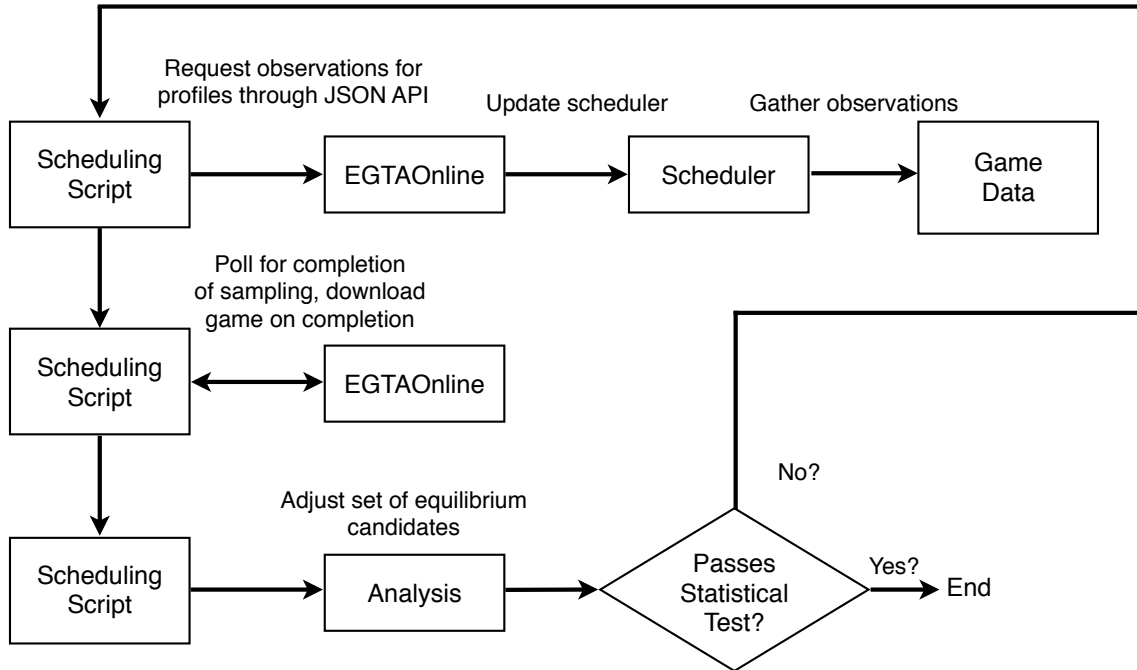 Request observations for
profiles through JSON API
Update scheduler
Gather observations
Scheduling
Script
EGTAOnline
Scheduler
Game
Data
Poll for completion
of sampling, download
game on completion
Scheduling
Script
EGTAOnline
No?
Adjust set of equilibrium
candidates
Scheduling
Script
Analysis
Passes
Statistical
Test?
Yes?
End